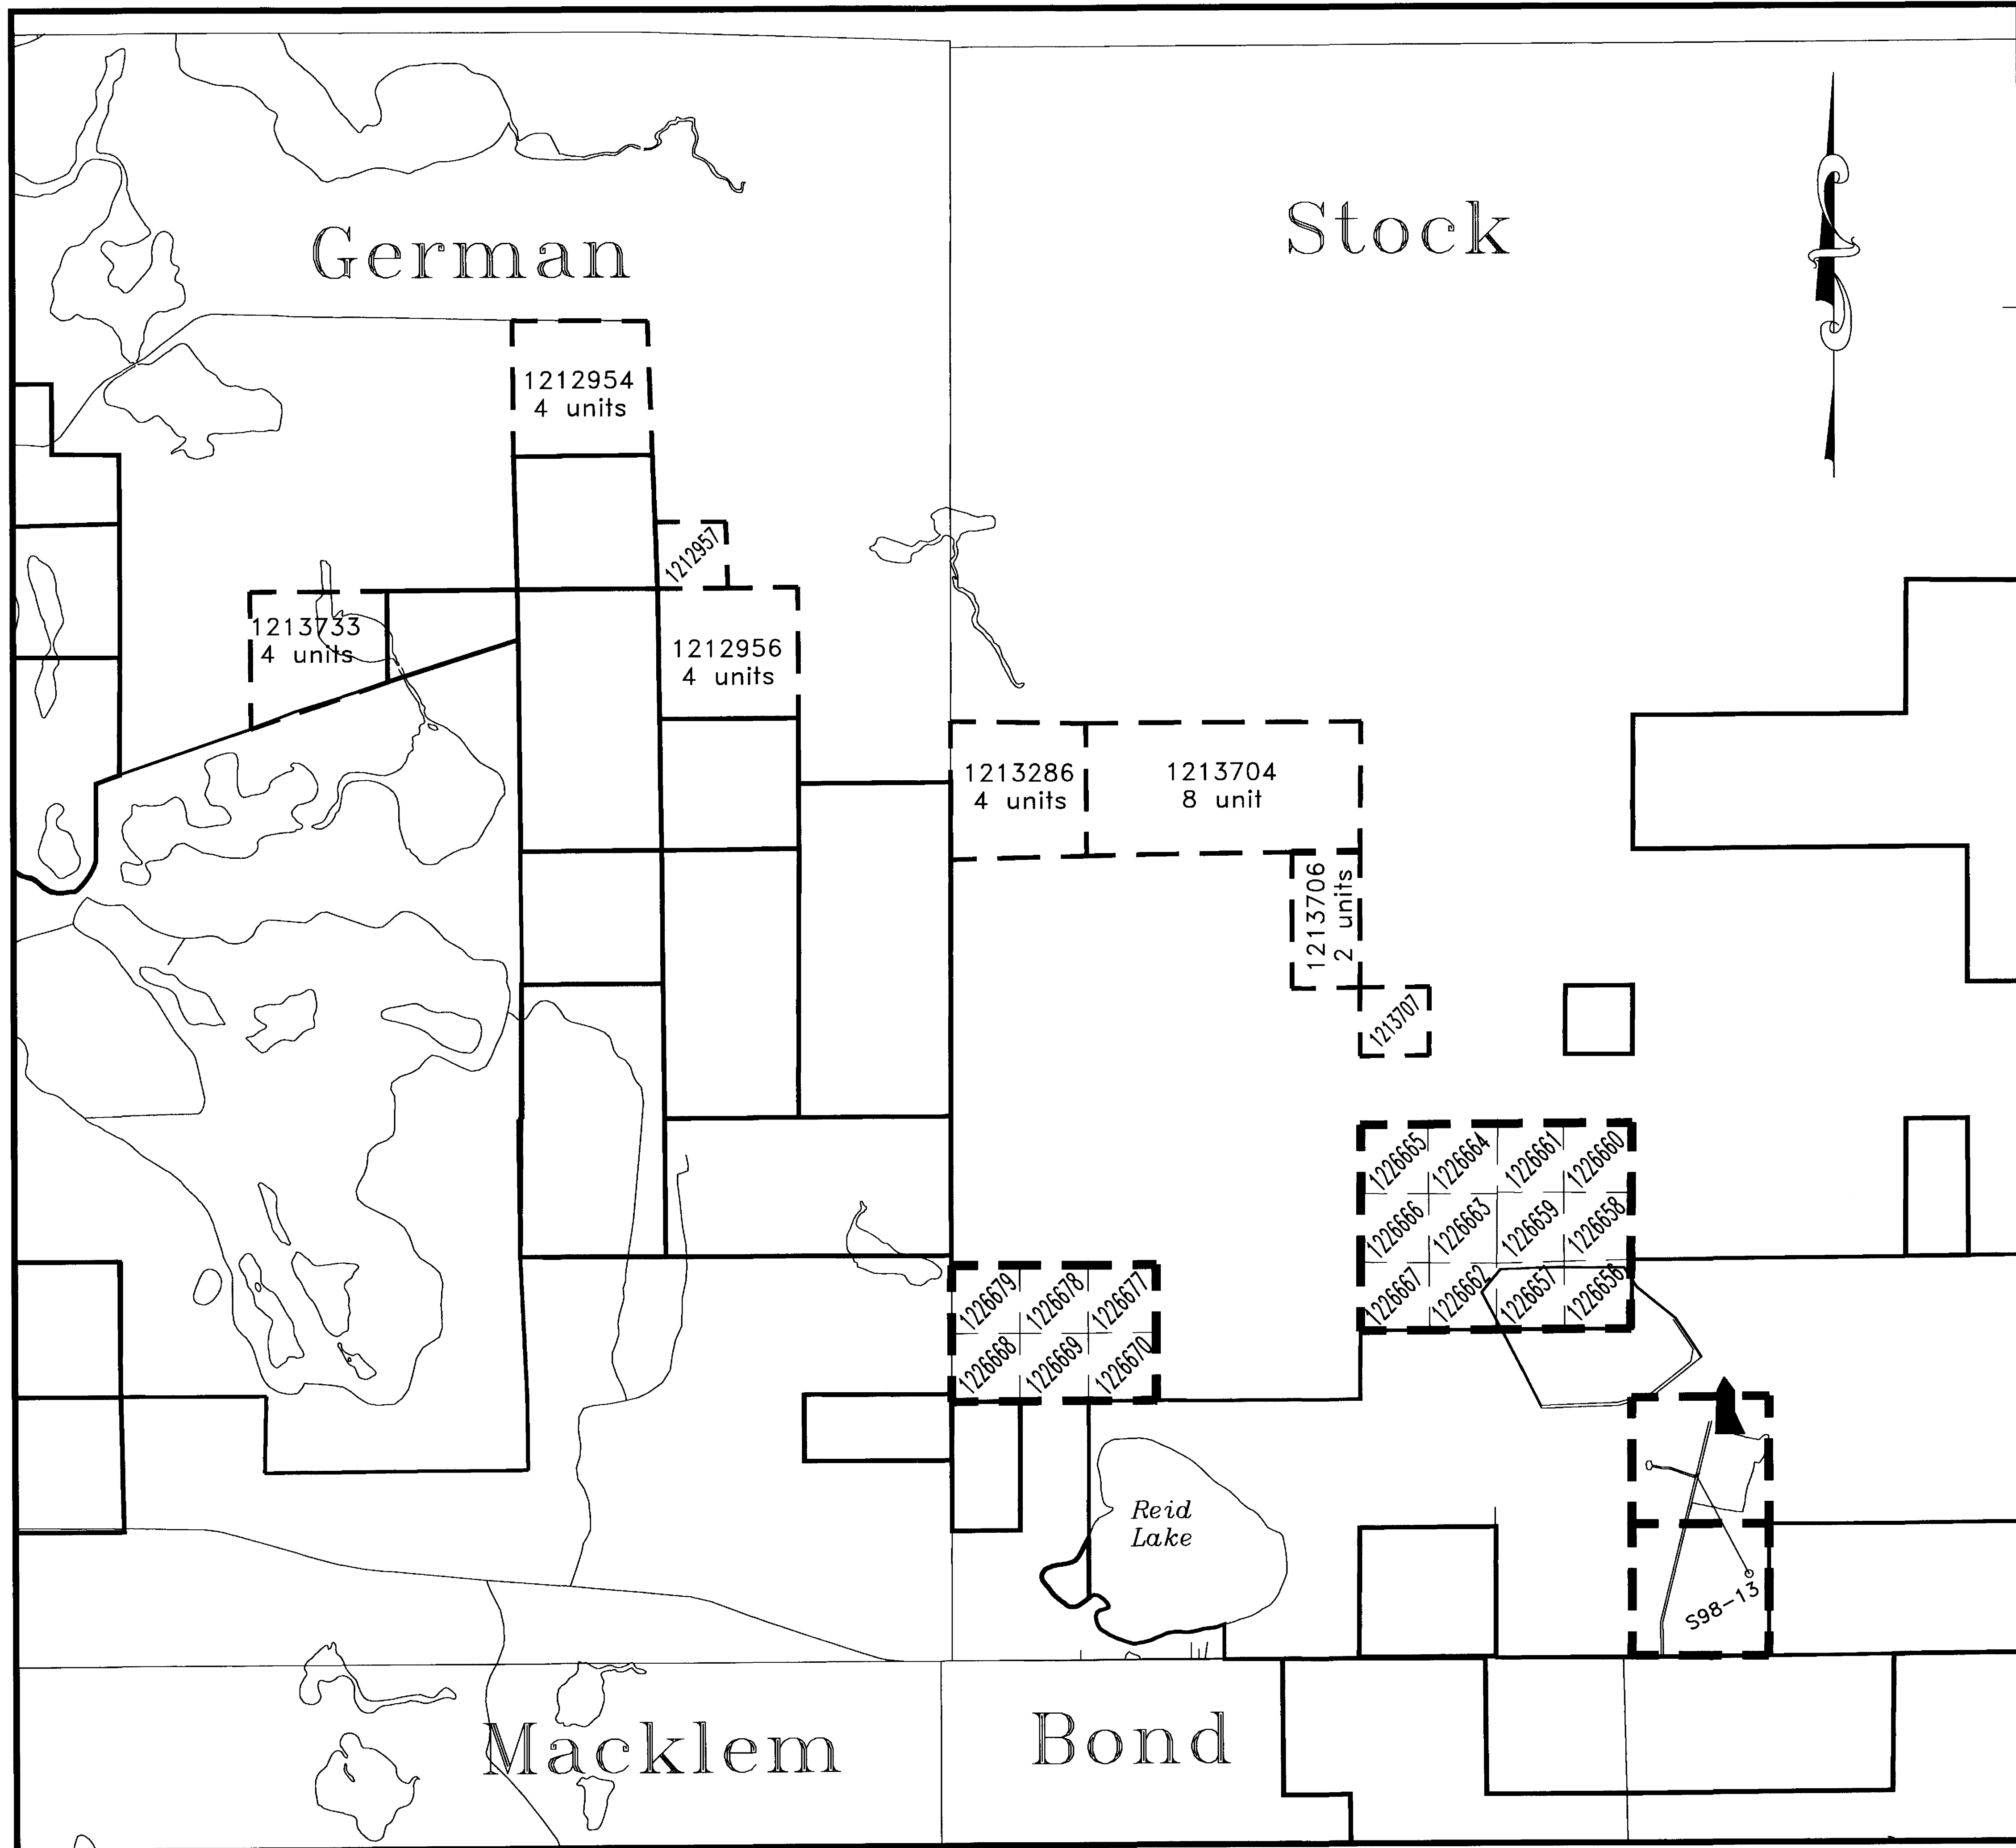 German
Stock
1212954
4 units
1212957
1213733
4 units
1212956
4 units
1213286
4 units
1213704
8 unit
1213706
2 units
1213707
1226665
1226664
1226661
1226660
1226666
1226663
1226659
1226658
1226667
1226662
1226657
1226656
1226679
1226678
1226677
1226668
1226669
1226670
Reid
Lake
S98-13
Macklem
Bond